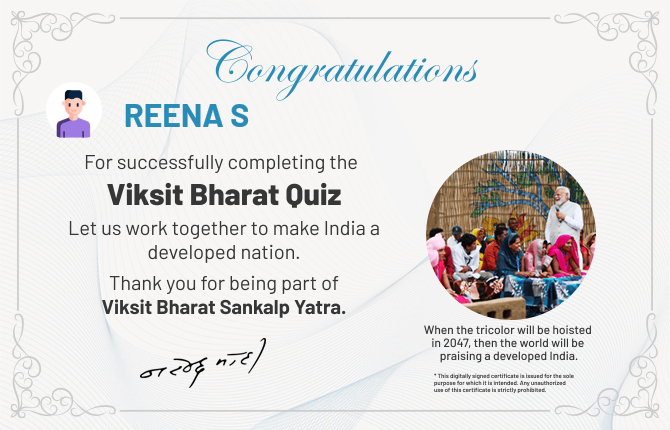 Congratulations
REENA S
For successfully completing the
Viksit Bharat Quiz
Let us work together to make India a
developed nation.
Thank you for being part of
Viksit Bharat Sankalp Yatra.
नरेन्द्र मोदी
When the tricolor will be hoisted
in 2047, then the world will be
praising a developed India.
* This digitally signed certificate is issued for the sole
purpose for which it is intended. Any unauthorized
use of this certificate is strictly prohibited.